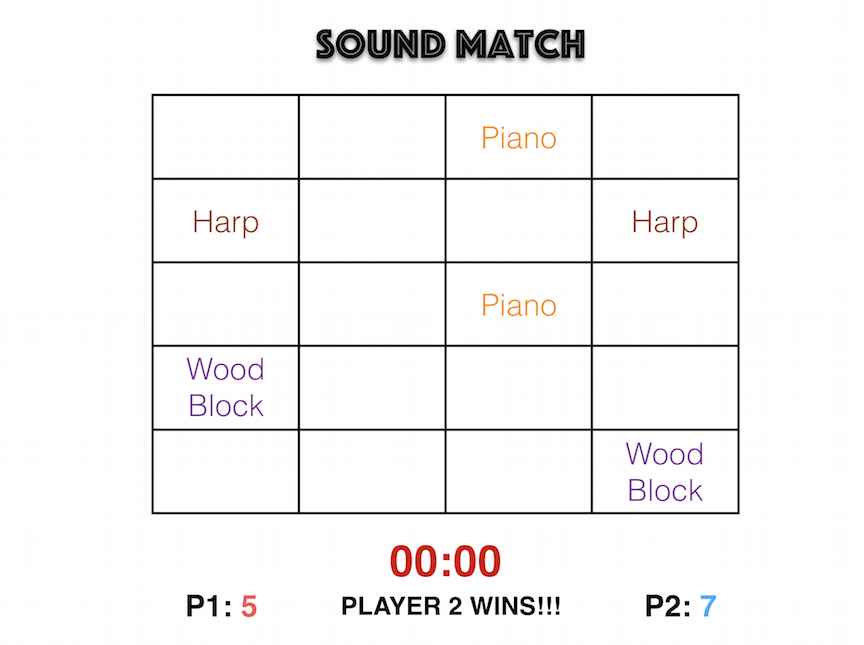 SOUND MATCH
Piano
Harp
Harp
Piano
Wood
Block
Wood
Block
00:00
P1: 5
PLAYER 2 WINS!!!
P2: 7